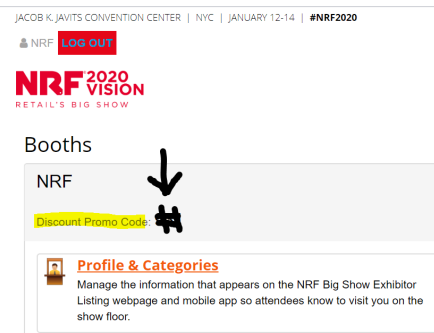 JACOB K. JAVITS CONVENTION CENTER | NYC | JANUARY 12-14 | #NRF2020
NRF LOG OUT
NRF 2020 VISION
RETAIL'S BIG SHOW
Booths
NRF
Discount Promo Code: #
Profile & Categories
Manage the information that appears on the NRF Big Show Exhibitor
Listing webpage and mobile app so attendees know to visit you on the
show floor.